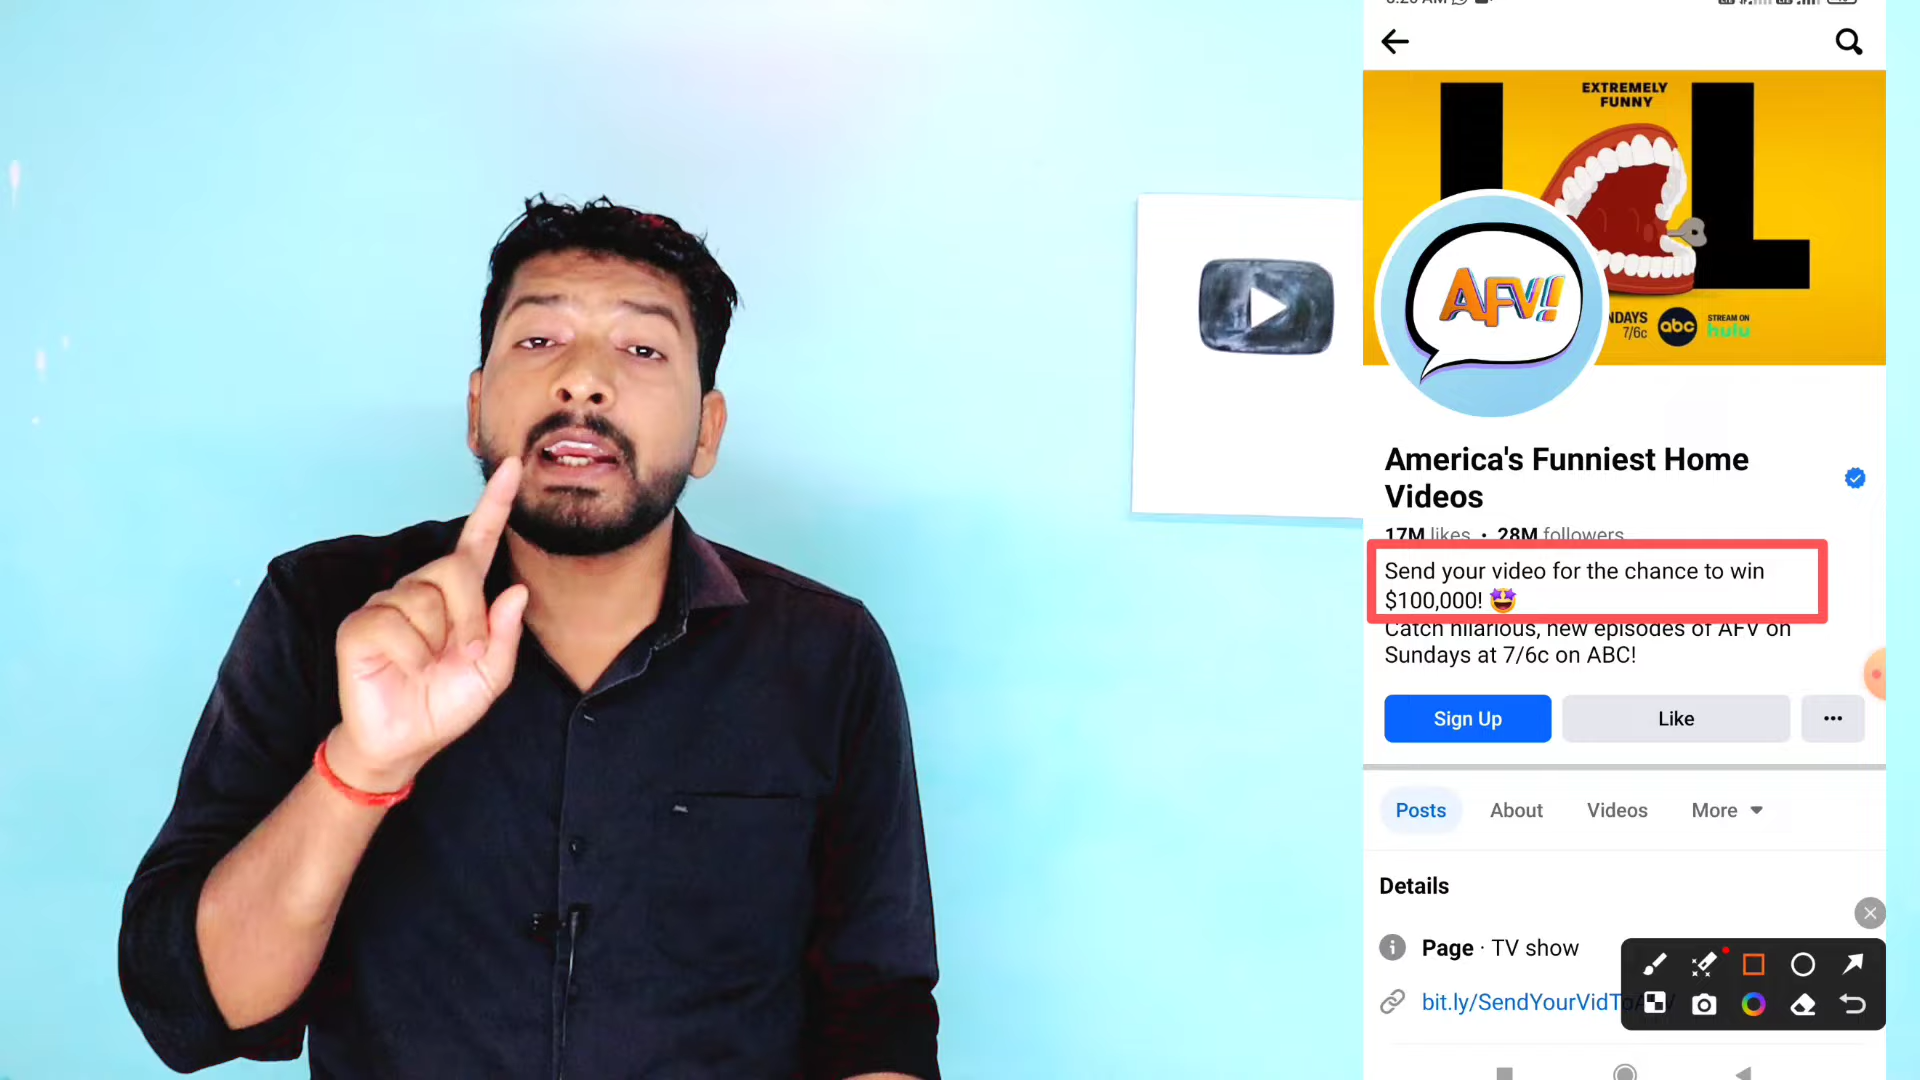 EXTREMELY
FUNNY
AFV!
NDAYS
7/6c
abc
STREAM ON
hulu
America's Funniest Home
Videos
17M likes · 28M followers
Send your video for the chance to win
$100,000! 🤩
Catch hilarious, new episodes of AFV on
Sundays at 7/6c on ABC!
Sign Up
Like
Posts
About
Videos
More
Details
Page · TV show
bit.ly/SendYourVidTo